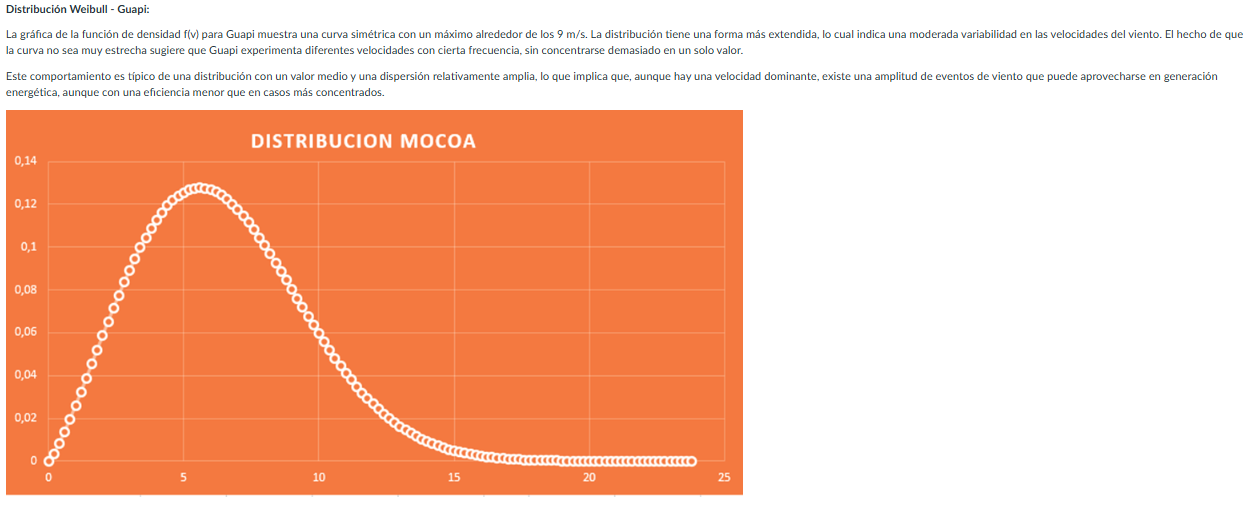 Distribución Weibull - Guapi:
La gráfica de la función de densidad f(v) para Guapi muestra una curva simétrica con un máximo alrededor de los 9 m/s. La distribución tiene una forma más extendida, lo cual indica una moderada variabilidad en las velocidades del viento. El hecho de que
la curva no sea muy estrecha sugiere que Guapi experimenta diferentes velocidades con cierta frecuencia, sin concentrarse demasiado en un solo valor.
Este comportamiento es típico de una distribución con un valor medio y una dispersión relativamente amplia, lo que implica que, aunque hay una velocidad dominante, existe una amplitud de eventos de viento que puede aprovecharse en generación
energética, aunque con una eficiencia menor que en casos más concentrados.
DISTRIBUCION MOCOA
0,14
0,12
0,1
0,08
0,06
0,04
0,02
0
0 5 10 15 20 25